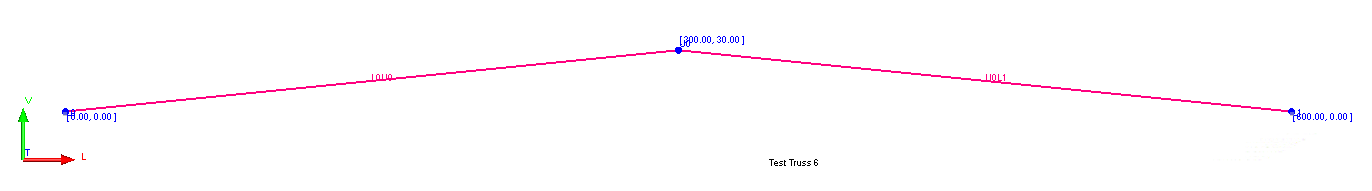 [300.00, 30.00 ]
U0
L0U0
U0L1
V
[0.00, 0.00 ]
[600.00, 0.00 ]
T
L
Test Truss 6